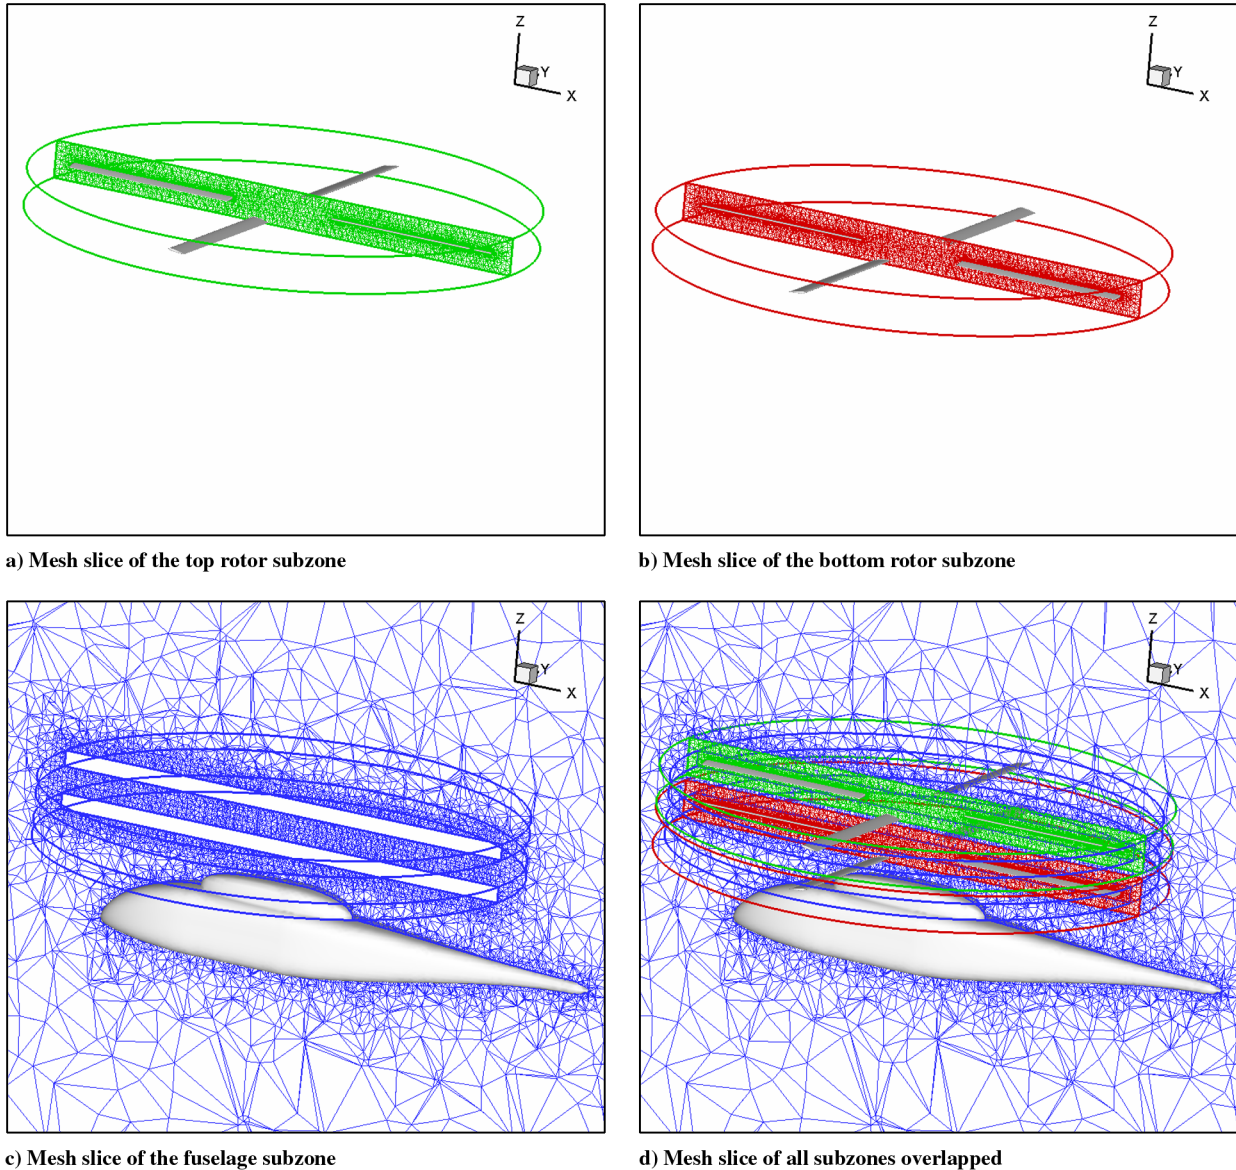 Z
Y
X
Z
Y
X
a) Mesh slice of the top rotor subzone
b) Mesh slice of the bottom rotor subzone
Z
Y
X
Z
Y
X
c) Mesh slice of the fuselage subzone
d) Mesh slice of all subzones overlapped